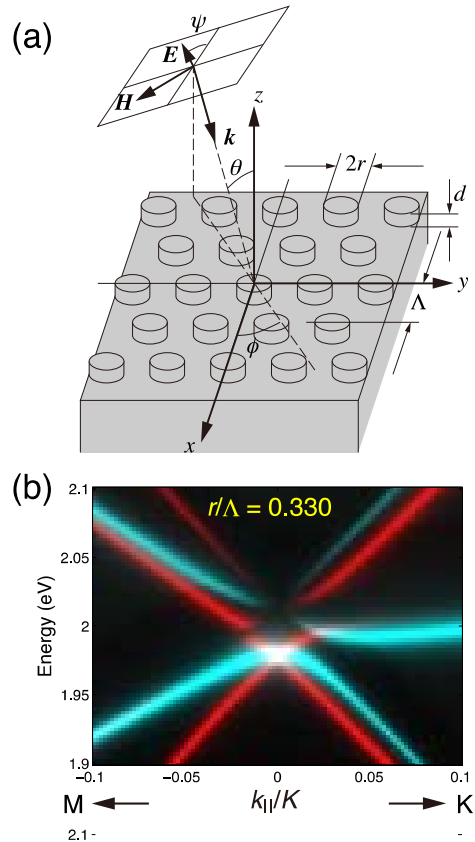 (a)
ψ
E
H
k
z
θ
2r
d
y
Λ
ϕ
x
(b)
r/Λ = 0.330
2.1
2.05
2
1.95
1.9
Energy (eV)
-0.1 -0.05 0 0.05 0.1
M k||/K K
2.1